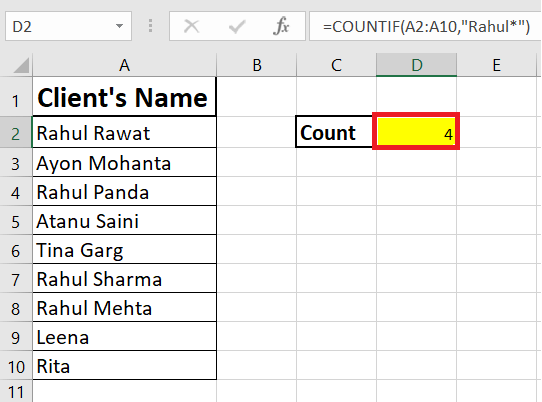 D2 fx =COUNTIF(A2:A10,"Rahul*")
A B C D E
1 Client's Name
2 Rahul Rawat Count 4
3 Ayon Mohanta
4 Rahul Panda
5 Atanu Saini
6 Tina Garg
7 Rahul Sharma
8 Rahul Mehta
9 Leena
10 Rita
11